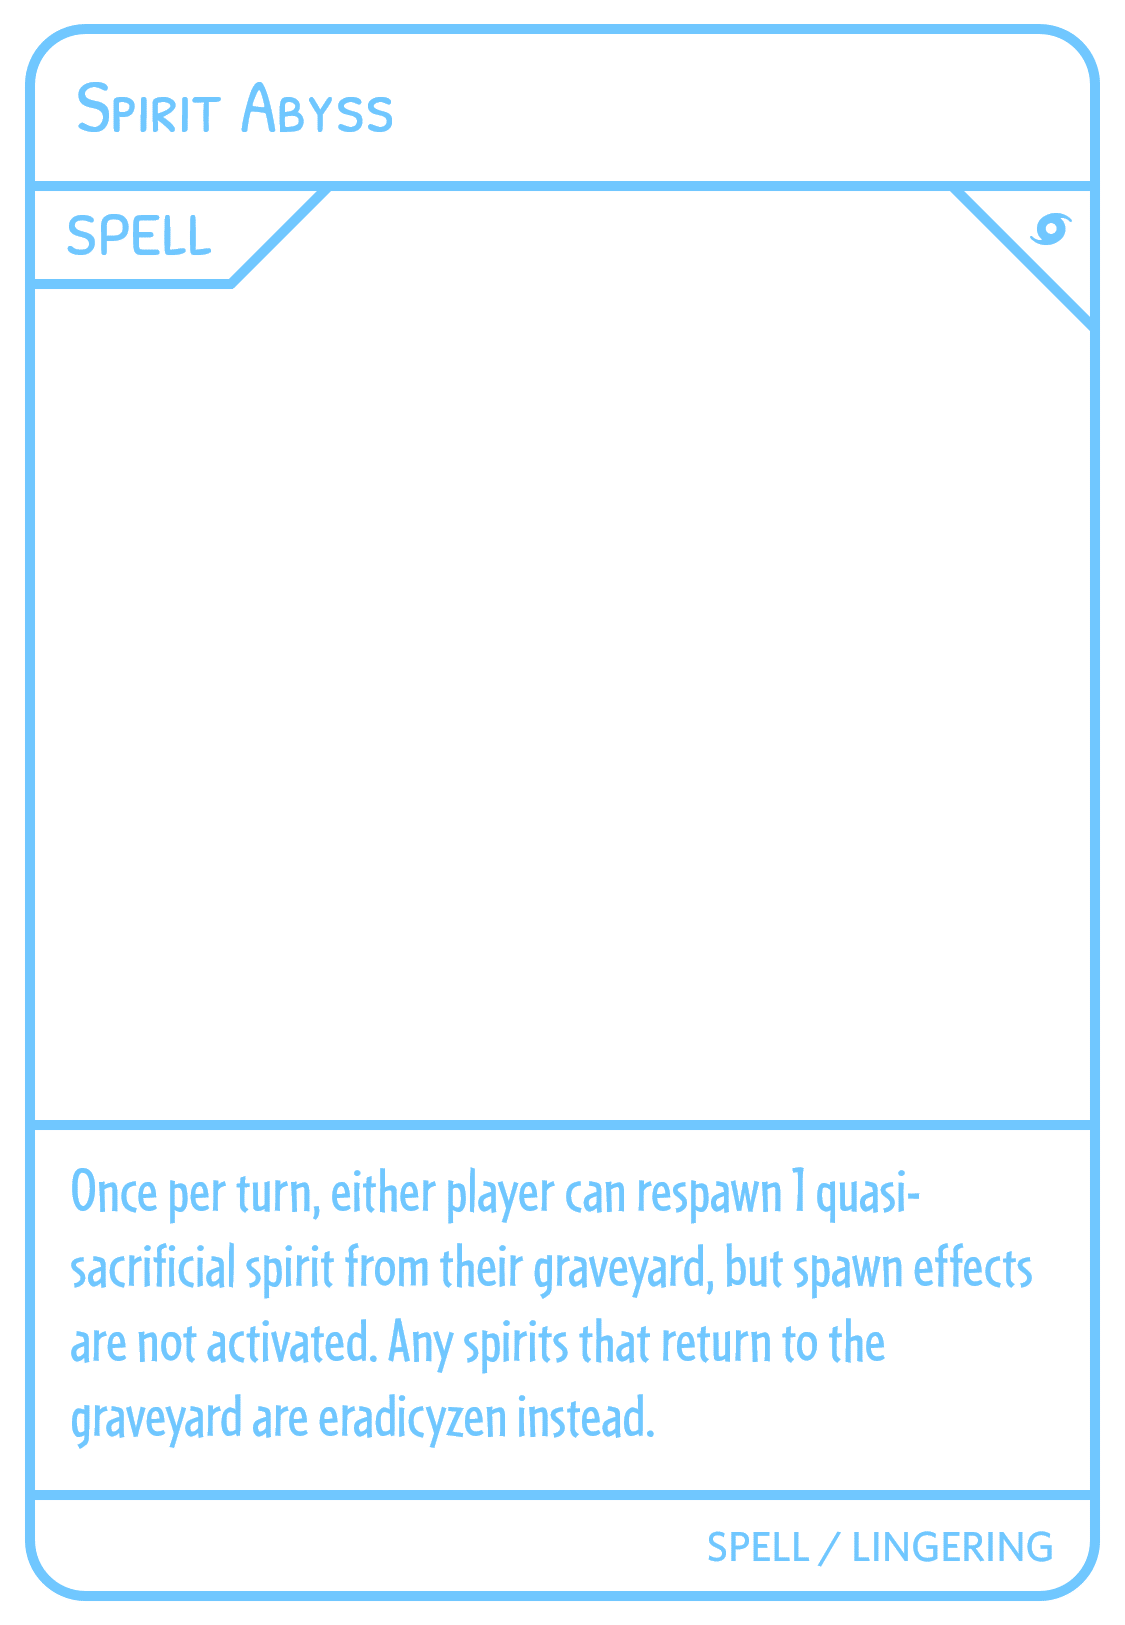 Spirit Abyss
SPELL
Once per turn, either player can respawn 1 quasi-
sacrificial spirit from their graveyard, but spawn effects
are not activated. Any spirits that return to the
graveyard are eradicyzen instead.
SPELL / LINGERING